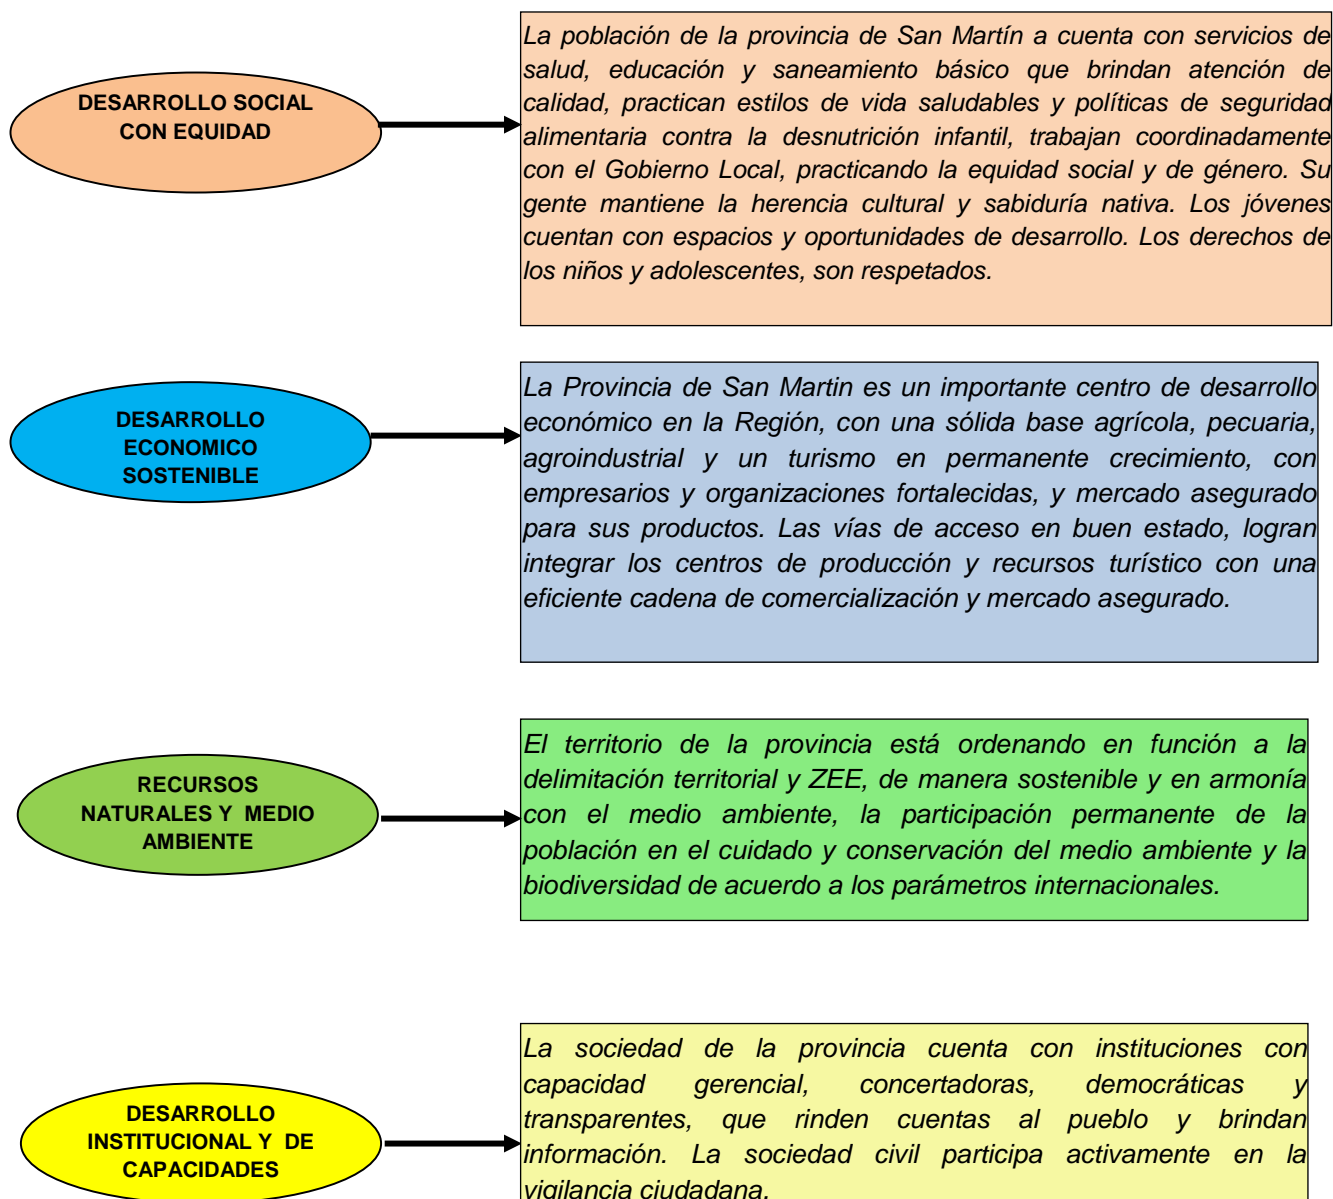 DESARROLLO SOCIAL
CON EQUIDAD
La población de la provincia de San Martín a cuenta con servicios de
salud, educación y saneamiento básico que brindan atención de
calidad, practican estilos de vida saludables y políticas de seguridad
alimentaria contra la desnutrición infantil, trabajan coordinadamente
con el Gobierno Local, practicando la equidad social y de género. Su
gente mantiene la herencia cultural y sabiduría nativa. Los jóvenes
cuentan con espacios y oportunidades de desarrollo. Los derechos de
los niños y adolescentes, son respetados.
DESARROLLO
ECONOMICO
SOSTENIBLE
La Provincia de San Martin es un importante centro de desarrollo
económico en la Región, con una sólida base agrícola, pecuaria,
agroindustrial y un turismo en permanente crecimiento, con
empresarios y organizaciones fortalecidas, y mercado asegurado
para sus productos. Las vías de acceso en buen estado, logran
integrar los centros de producción y recursos turístico con una
eficiente cadena de comercialización y mercado asegurado.
RECURSOS
NATURALES Y MEDIO
AMBIENTE
El territorio de la provincia está ordenando en función a la
delimitación territorial y ZEE, de manera sostenible y en armonía
con el medio ambiente, la participación permanente de la
población en el cuidado y conservación del medio ambiente y la
biodiversidad de acuerdo a los parámetros internacionales.
DESARROLLO
INSTITUCIONAL Y DE
CAPACIDADES
La sociedad de la provincia cuenta con instituciones con
capacidad gerencial, concertadoras, democráticas y
transparentes, que rinden cuentas al pueblo y brindan
información. La sociedad civil participa activamente en la
vigilancia ciudadana.